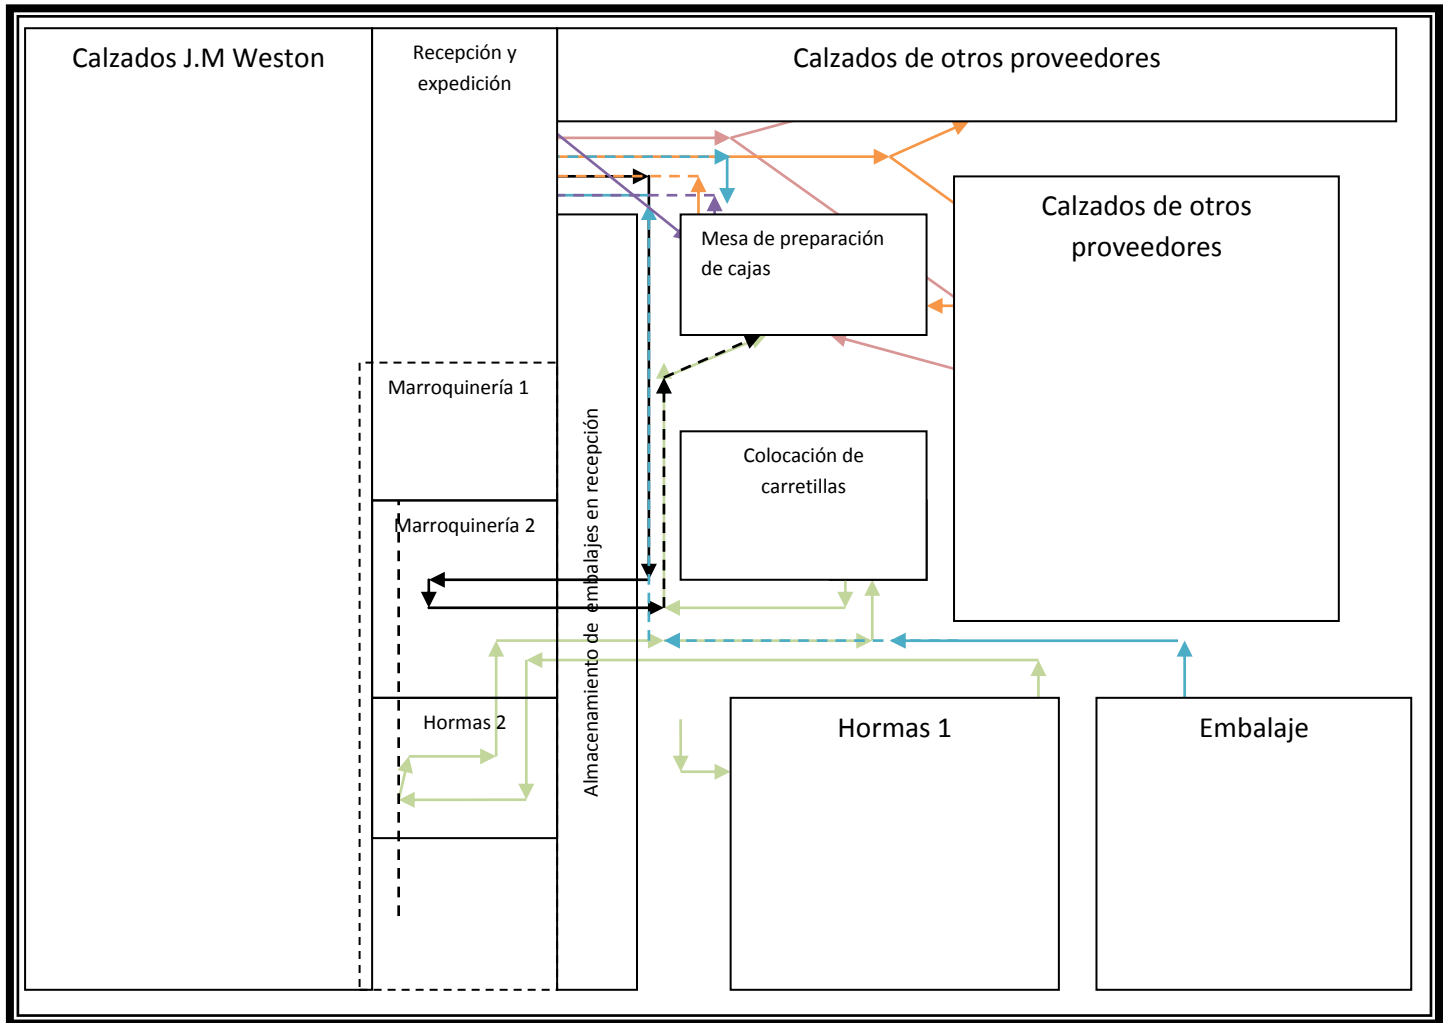 Calzados J.M Weston
Recepción y
expedición
Calzados de otros proveedores
Calzados de otros
proveedores
Mesa de preparación
de cajas
Marroquinería 1
Colocación de
carretillas
Marroquinería 2
Almacenamiento de embalajes en recepción
Hormas 2
Hormas 1
Embalaje